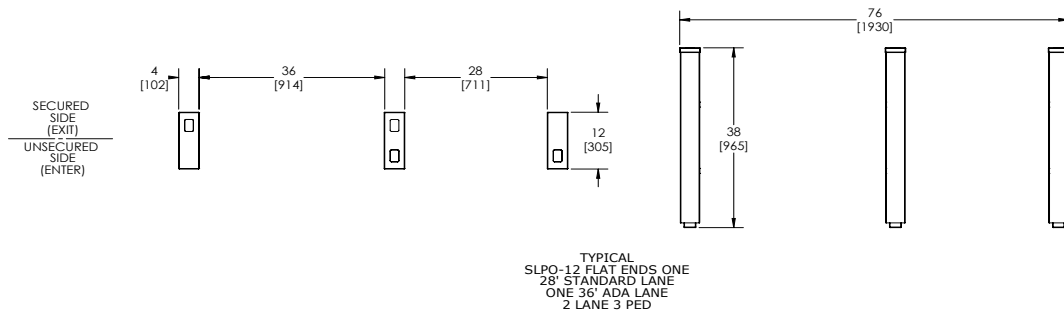 76
[1930]
4
[102]
36
[914]
28
[711]
SECURED
SIDE
(EXIT)
UNSECURED
SIDE
(ENTER)
12
[305]
38
[965]
TYPICAL
SLPO-12 FLAT ENDS ONE
28' STANDARD LANE
ONE 36' ADA LANE
2 LANE 3 PED